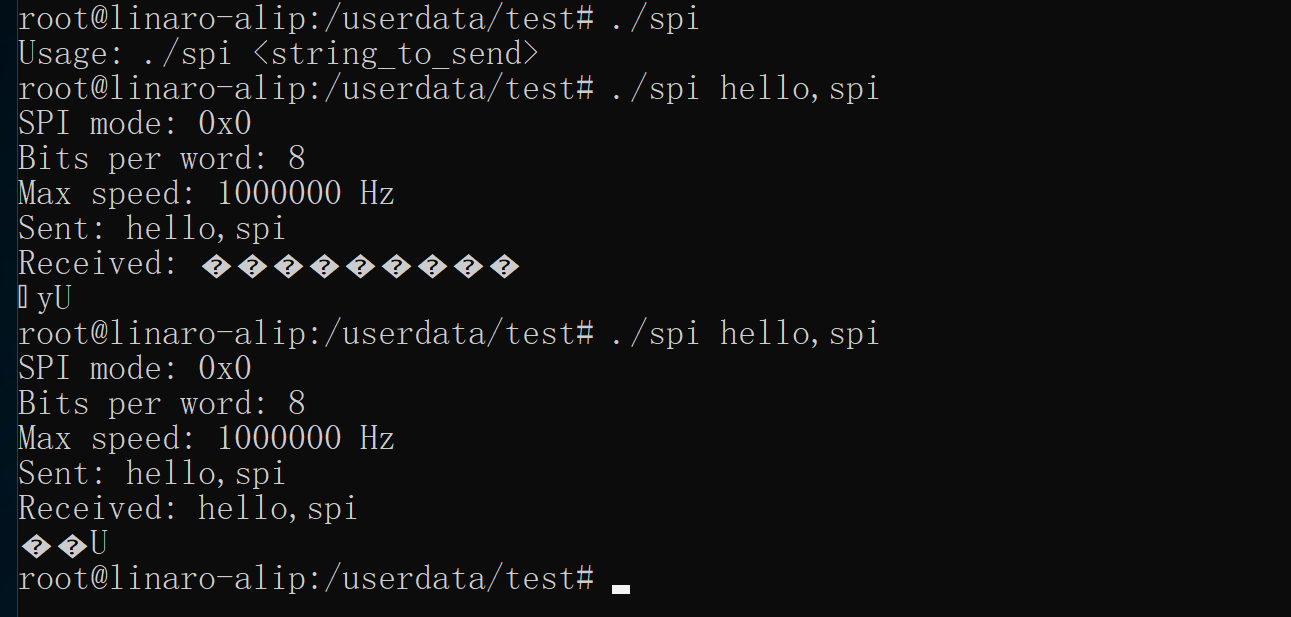 root@linaro-alip:/userdata/test# ./spi
Usage: ./spi <string_to_send>
root@linaro-alip:/userdata/test# ./spi hello,spi
SPI mode: 0x0
Bits per word: 8
Max speed: 1000000 Hz
Sent: hello,spi
Received: ���������
yU
root@linaro-alip:/userdata/test# ./spi hello,spi
SPI mode: 0x0
Bits per word: 8
Max speed: 1000000 Hz
Sent: hello,spi
Received: hello,spi
��U
root@linaro-alip:/userdata/test#